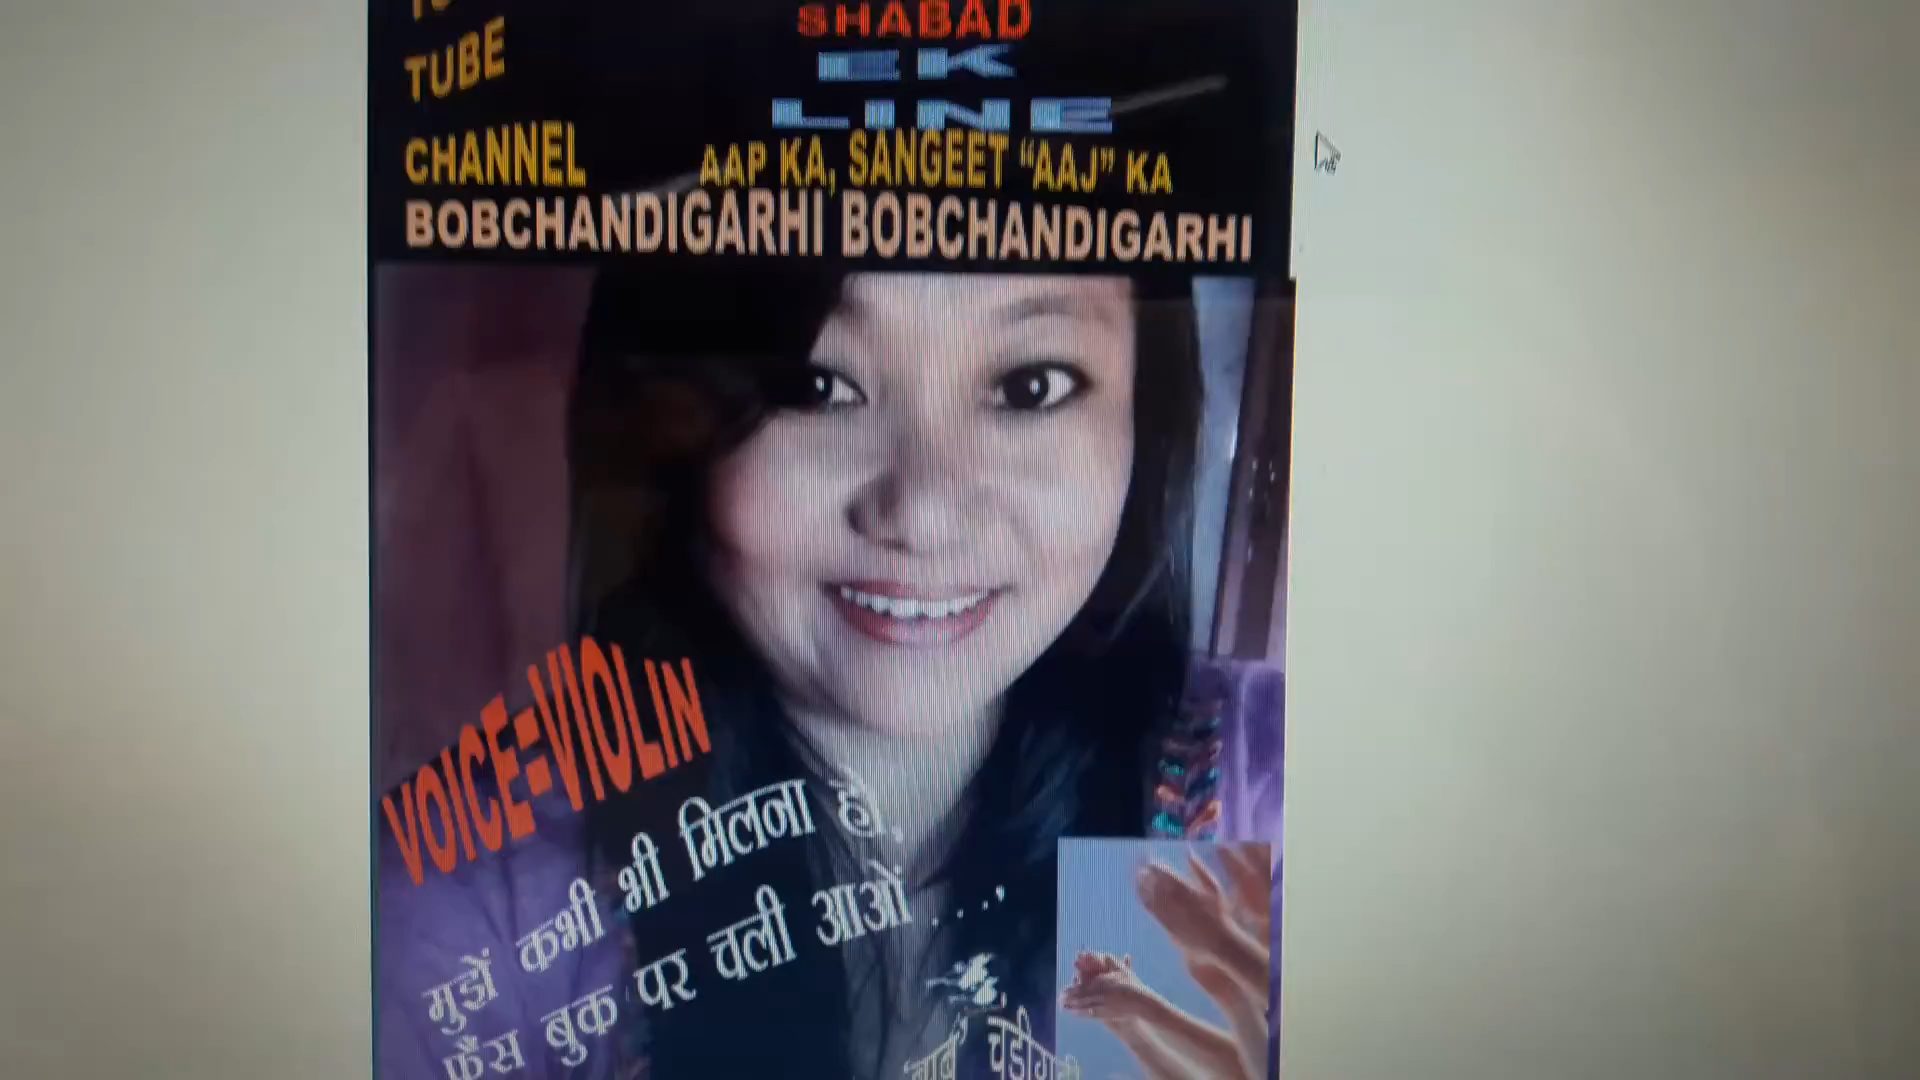 TUBE
CHANNEL
SHABAD
EK
LINE
AAP KA, SANGEET “AAJ” KA
BOBCHANDIGARHI BOBCHANDIGARHI
VOICE=VIOLIN
मुझे कभी भी मिलना हो,
फेँस बुक पर चली आओं ....’